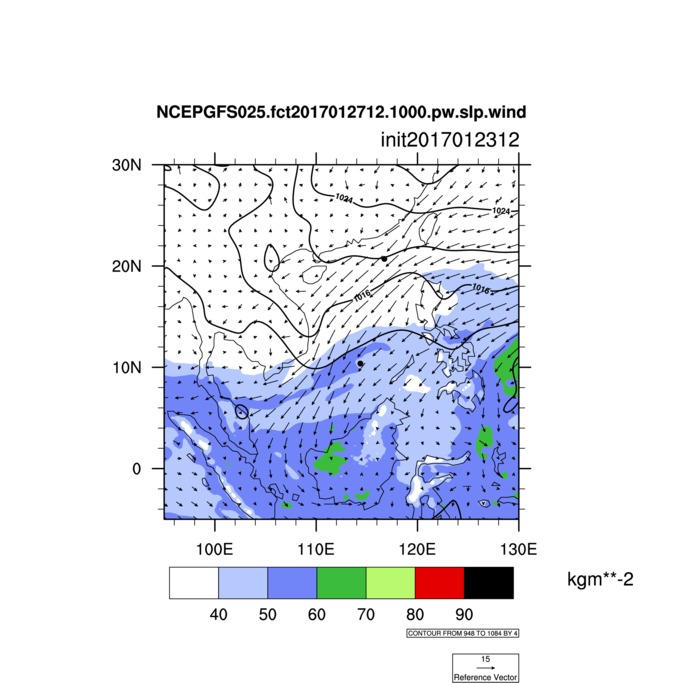 NCEPGFS025.fct2017012712.1000.pw.slp.wind
init2017012312
30N
1024
1024
20N
1016
1016
10N
0
100E 110E 120E 130E
kgm**-2
40 50 60 70 80 90
CONTOUR FROM 948 TO 1084 BY 4
15
Reference Vector